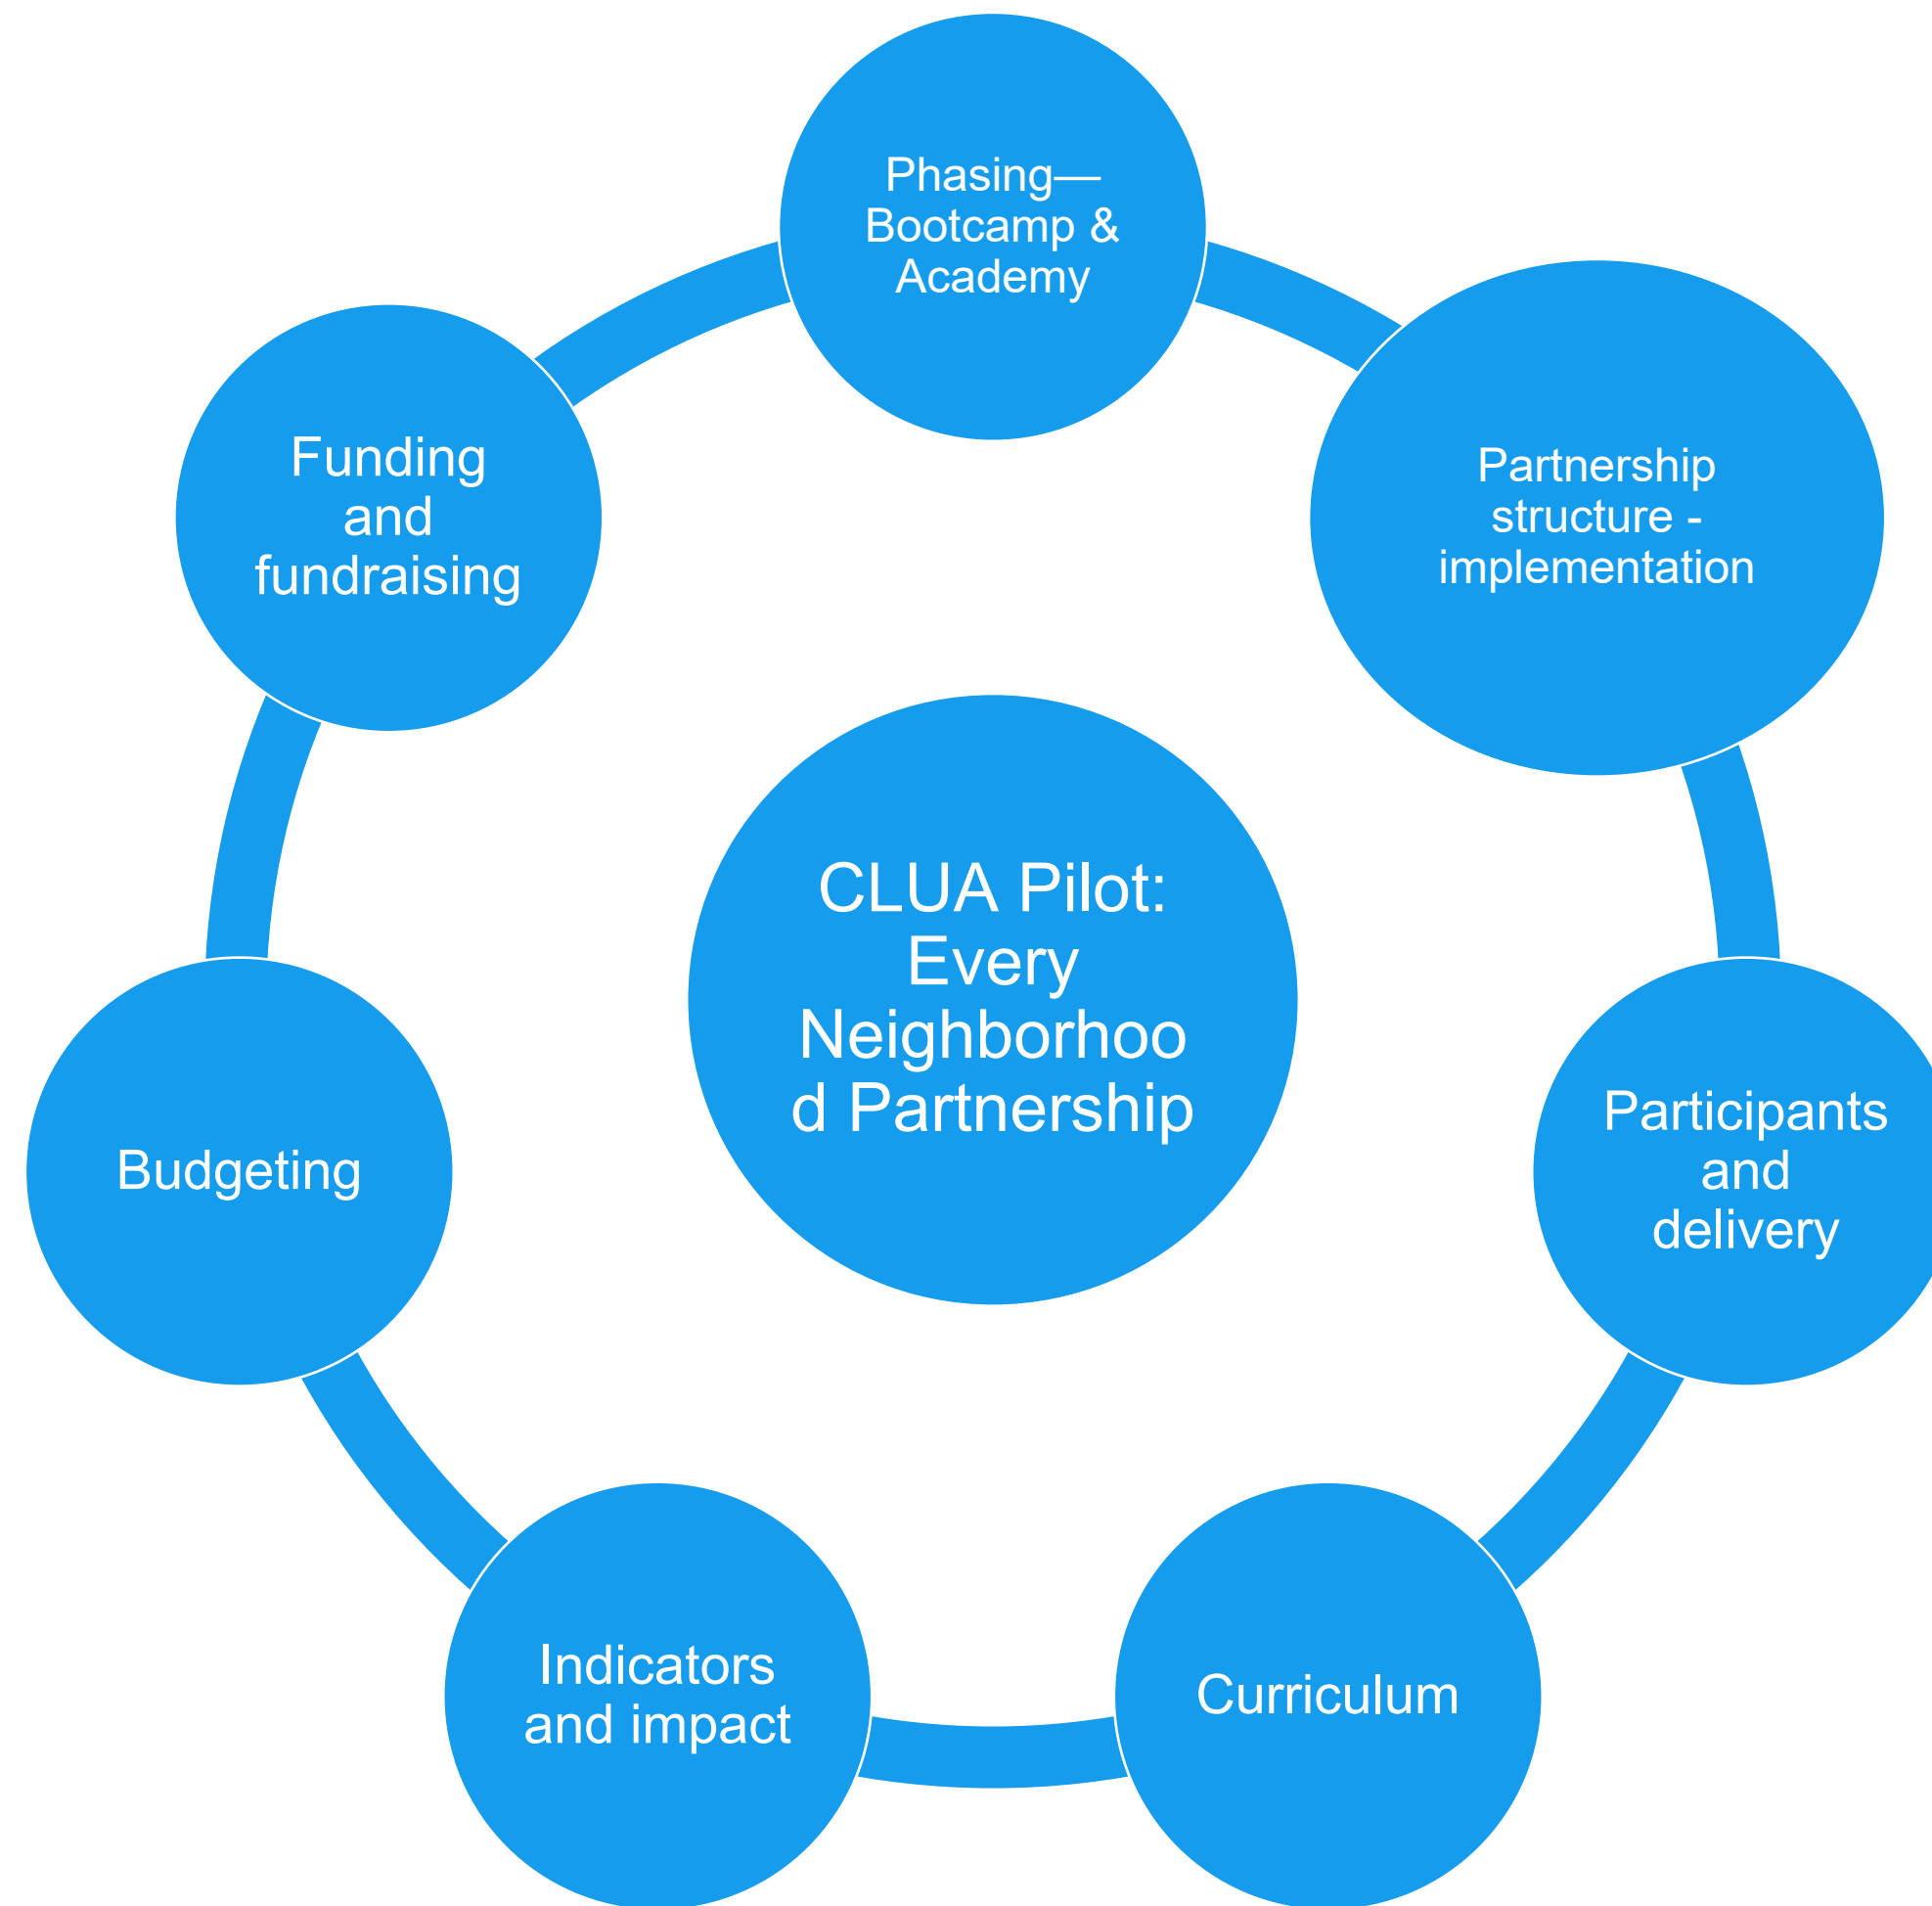 Phasing—
Bootcamp &
Academy
Partnership
structure -
implementation
Participants
and
delivery
Curriculum
Indicators
and impact
Budgeting
Funding
and
fundraising
CLUA Pilot:
Every
Neighborhoo
d Partnership